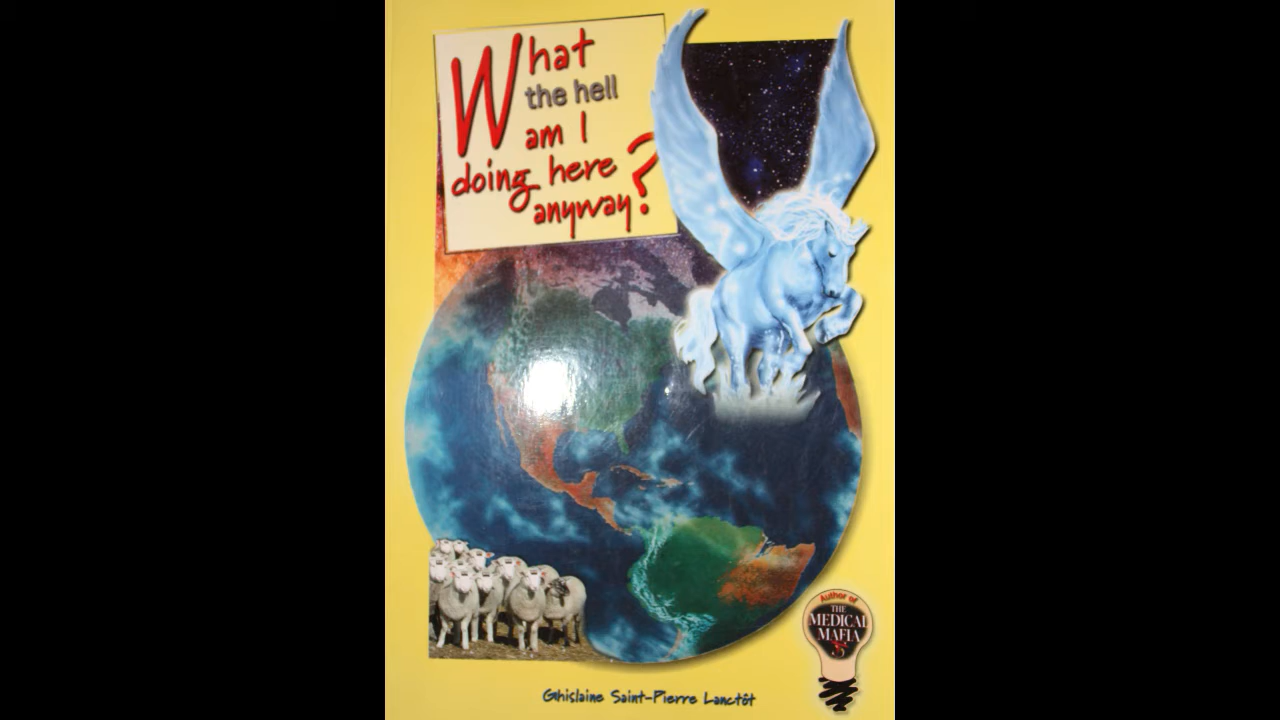 What
the hell
am I
doing here
anyway?
Author of
THE
MEDICAL
MAFIA
Ghislaine Saint-Pierre Lanctôt